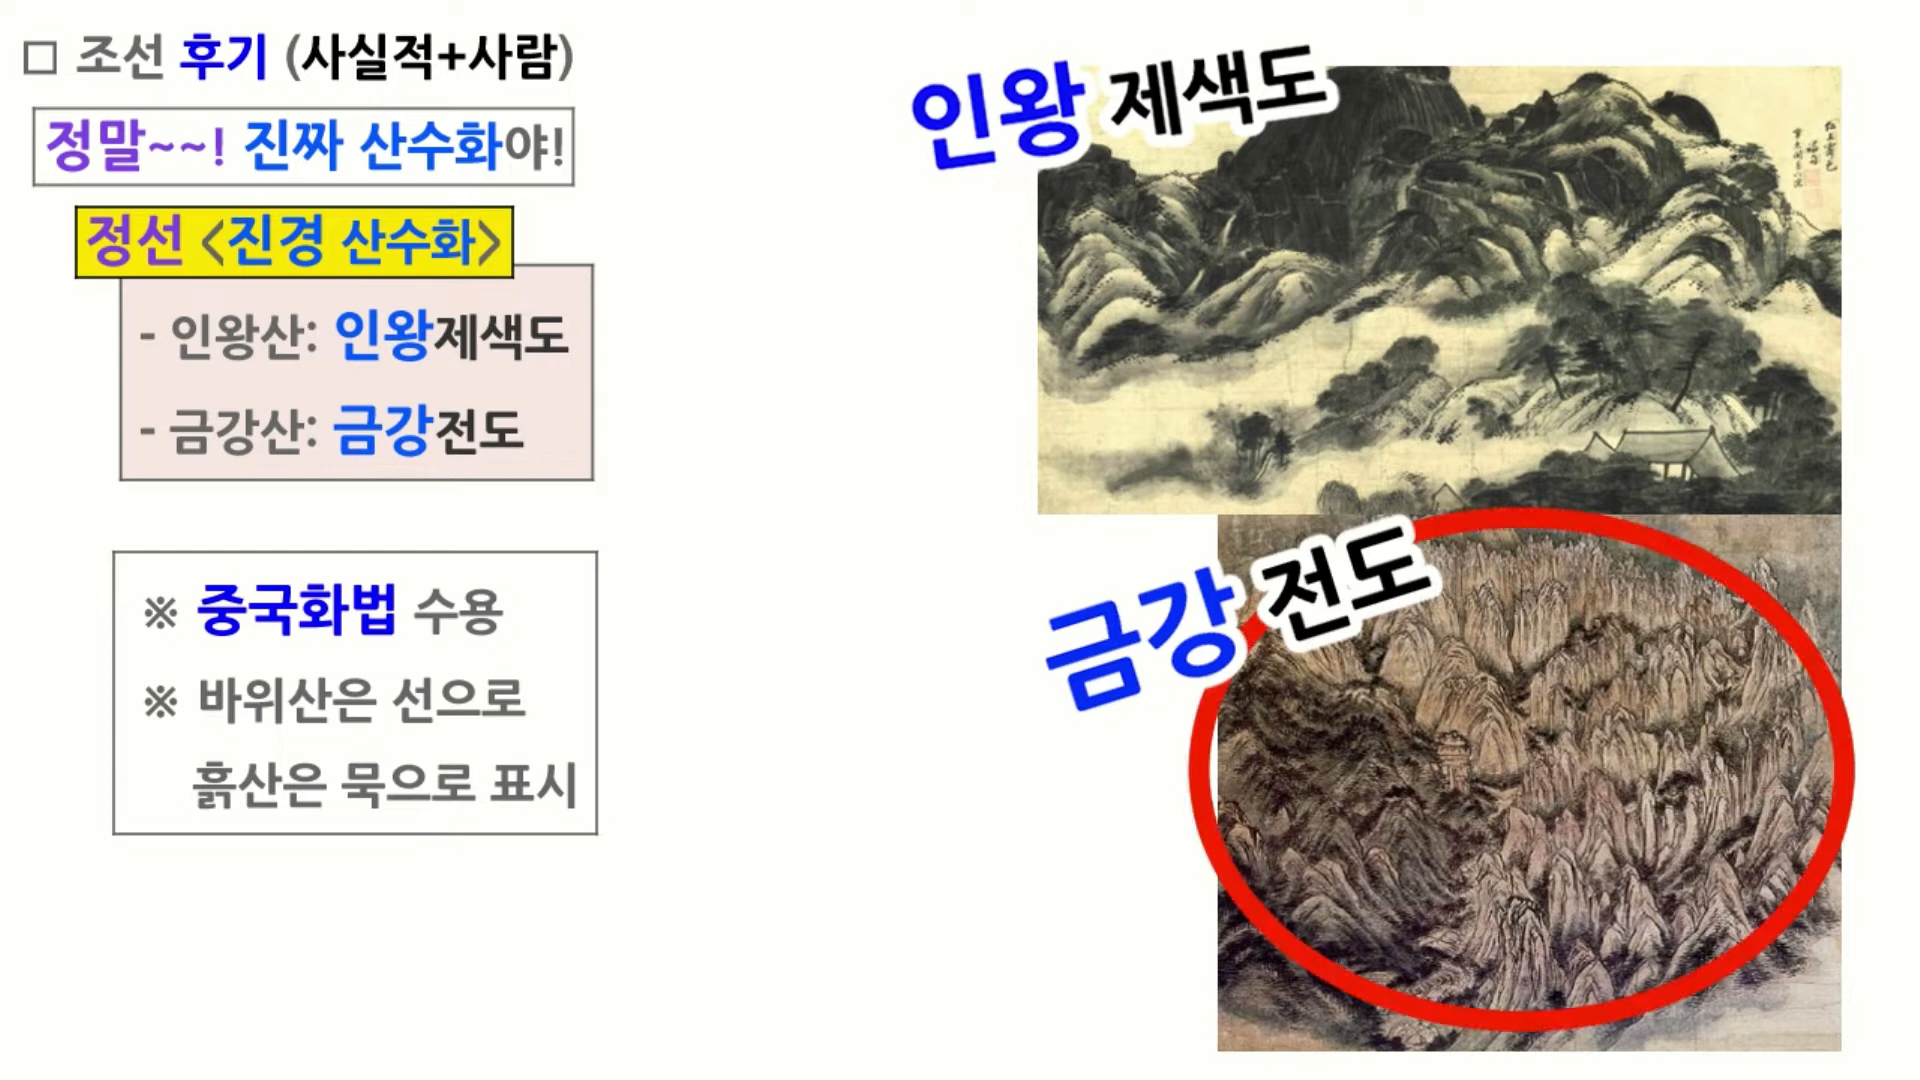 □ 조선 후기 (사실적+사람)
정말~~! 진짜 산수화야!
정선 <진경 산수화>
- 인왕산: 인왕제색도
- 금강산: 금강전도
※ 중국화법 수용
※ 바위산은 선으로
흙산은 묵으로 표시
인왕 제색도
금강 전도